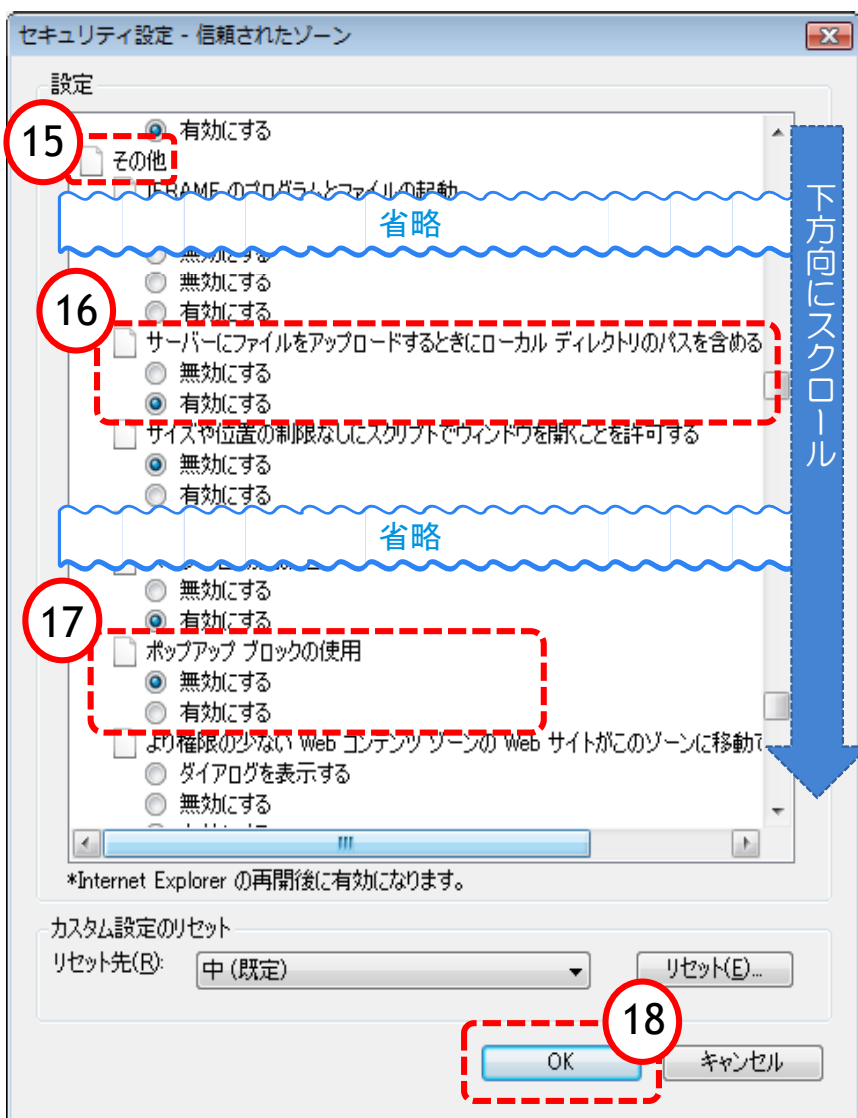 セキュリティ設定 - 信頼されたゾーン
設定
有効にする
15
その他
IFRAME のプログラムとファイルの起動
省略
無効にする
有効にする
16
サーバーにファイルをアップロードするときにローカル ディレクトリのパスを含める
無効にする
有効にする
サイズや位置の制限なしにスクリプトでウィンドウを開くことを許可する
無効にする
有効にする
省略
無効にする
有効にする
17
ポップアップ ブロックの使用
無効にする
有効にする
より権限の少ない Web コンテンツ ゾーンの Web サイトがこのゾーンに移動で
ダイアログを表示する
無効にする
下方向にスクロール
*Internet Explorer の再開後に有効になります。
カスタム設定のリセット
リセット先(R):
中 (既定)
リセット(E)...
18
OK
キャンセル